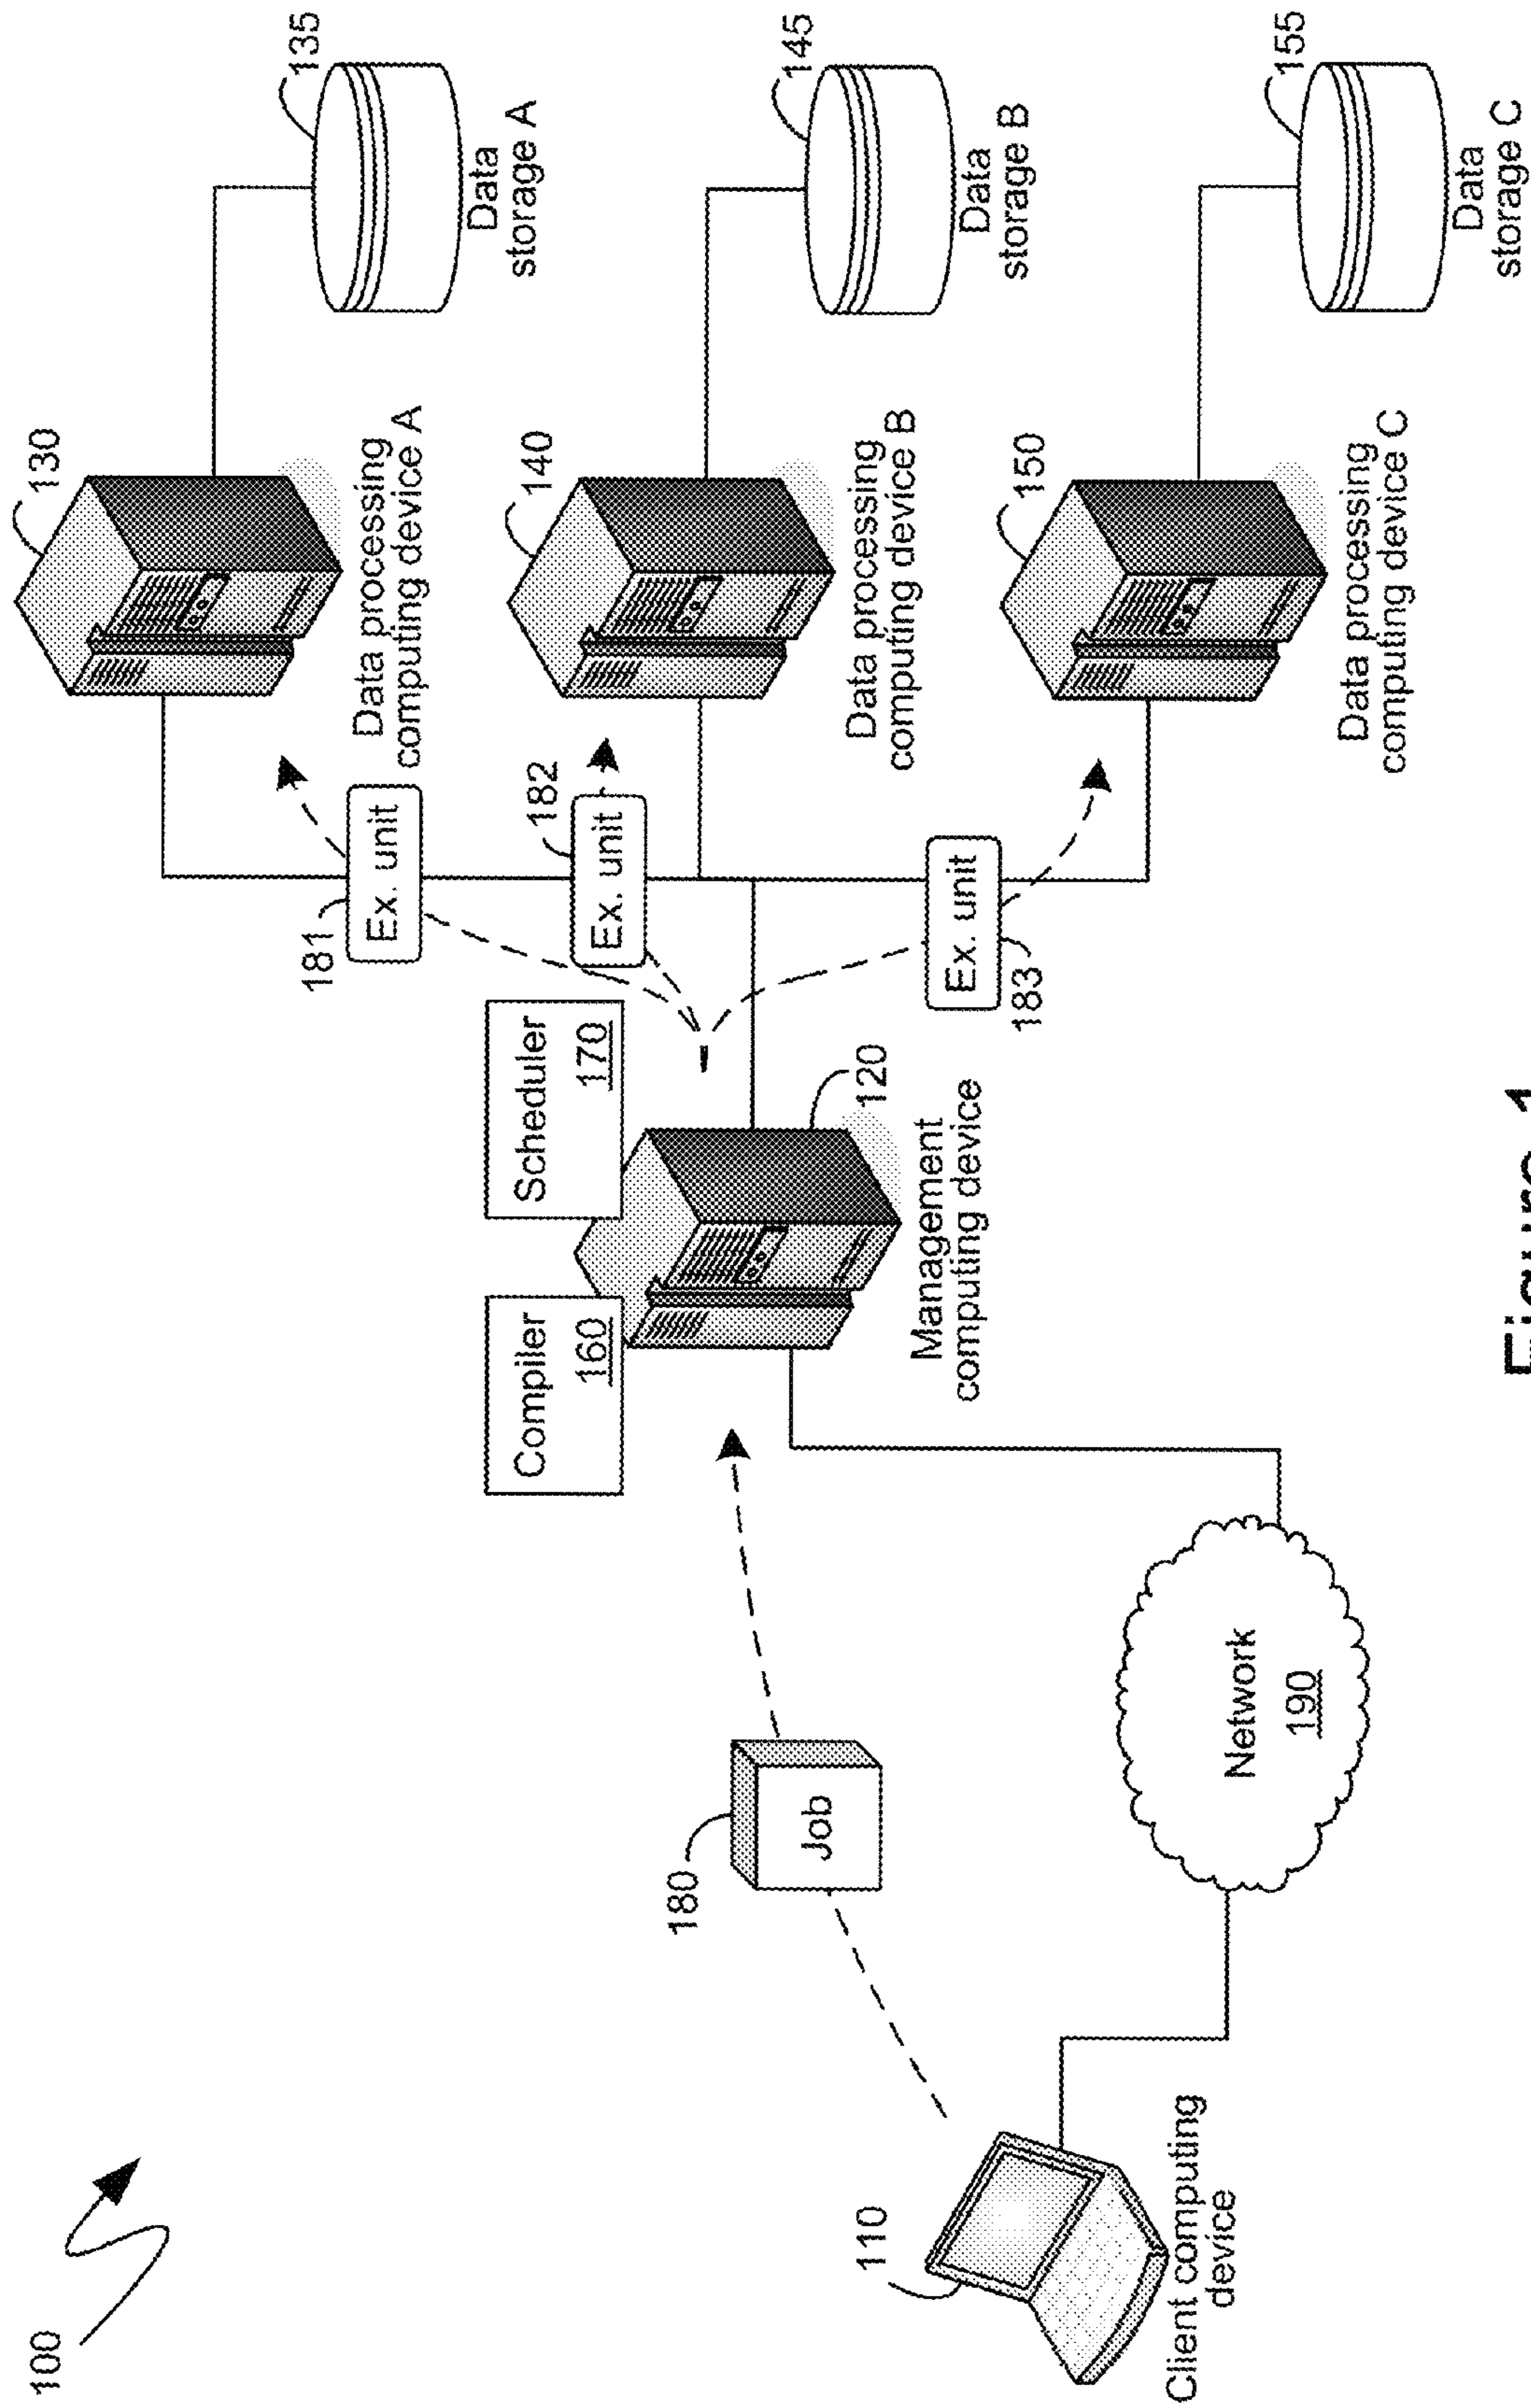 100
110
Client computing
device
180
Job
Network
190
Compiler
160
Scheduler
170
120
Management
computing device
181
Ex. unit
182
Ex. unit
183
Ex. unit
130
Data processing
computing device A
135
Data
storage A
140
Data processing
computing device B
145
Data
storage B
150
Data processing
computing device C
155
Data
storage C
Figure 1